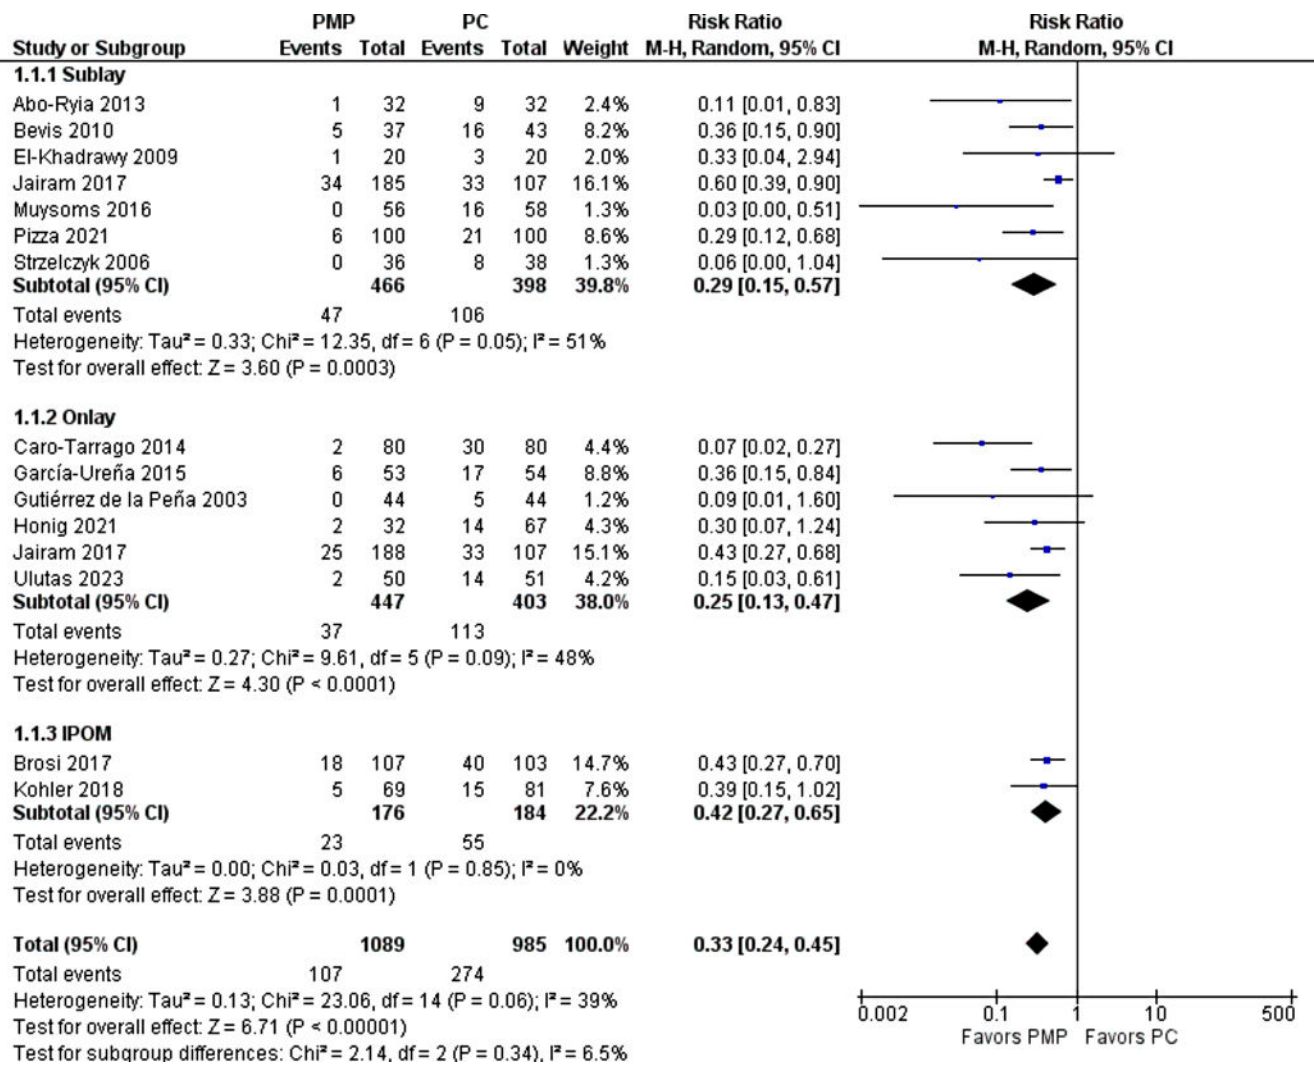 PMP PC Risk Ratio Risk Ratio
Study or Subgroup Events Total Events Total Weight M-H, Random, 95% CI M-H, Random, 95% CI
1.1.1 Sublay
Abo-Ryia 2013 1 32 9 32 2.4% 0.11 [0.01, 0.83]
Bevis 2010 5 37 16 43 8.2% 0.36 [0.15, 0.90]
El-Khadrawy 2009 1 20 3 20 2.0% 0.33 [0.04, 2.94]
Jairam 2017 34 185 33 107 16.1% 0.60 [0.39, 0.90]
Muysoms 2016 0 56 16 58 1.3% 0.03 [0.00, 0.51]
Pizza 2021 6 100 21 100 8.6% 0.29 [0.12, 0.68]
Strzelczyk 2006 0 36 8 38 1.3% 0.06 [0.00, 1.04]
Subtotal (95% CI) 466 398 39.8% 0.29 [0.15, 0.57]
Total events 47 106
Heterogeneity: Tau² = 0.33; Chi² = 12.35, df = 6 (P = 0.05); I² = 51%
Test for overall effect: Z = 3.60 (P = 0.0003)
1.1.2 Onlay
Caro-Tarrago 2014 2 80 30 80 4.4% 0.07 [0.02, 0.27]
García-Ureña 2015 6 53 17 54 8.8% 0.36 [0.15, 0.84]
Gutiérrez de la Peña 2003 0 44 5 44 1.2% 0.09 [0.01, 1.60]
Honig 2021 2 32 14 67 4.3% 0.30 [0.07, 1.24]
Jairam 2017 25 188 33 107 15.1% 0.43 [0.27, 0.68]
Ulutas 2023 2 50 14 51 4.2% 0.15 [0.03, 0.61]
Subtotal (95% CI) 447 403 38.0% 0.25 [0.13, 0.47]
Total events 37 113
Heterogeneity: Tau² = 0.27; Chi² = 9.61, df = 5 (P = 0.09); I² = 48%
Test for overall effect: Z = 4.30 (P < 0.0001)
1.1.3 IPOM
Brosi 2017 18 107 40 103 14.7% 0.43 [0.27, 0.70]
Kohler 2018 5 69 15 81 7.6% 0.39 [0.15, 1.02]
Subtotal (95% CI) 176 184 22.2% 0.42 [0.27, 0.65]
Total events 23 55
Heterogeneity: Tau² = 0.00; Chi² = 0.03, df = 1 (P = 0.85); I² = 0%
Test for overall effect: Z = 3.88 (P = 0.0001)
Total (95% CI) 1089 985 100.0% 0.33 [0.24, 0.45]
Total events 107 274
Heterogeneity: Tau² = 0.13; Chi² = 23.06, df = 14 (P = 0.06); I² = 39%
Test for overall effect: Z = 6.71 (P < 0.00001)
Test for subgroup differences: Chi² = 2.14, df = 2 (P = 0.34), I² = 6.5%
0.002 0.1 1 10 500
Favors PMP Favors PC